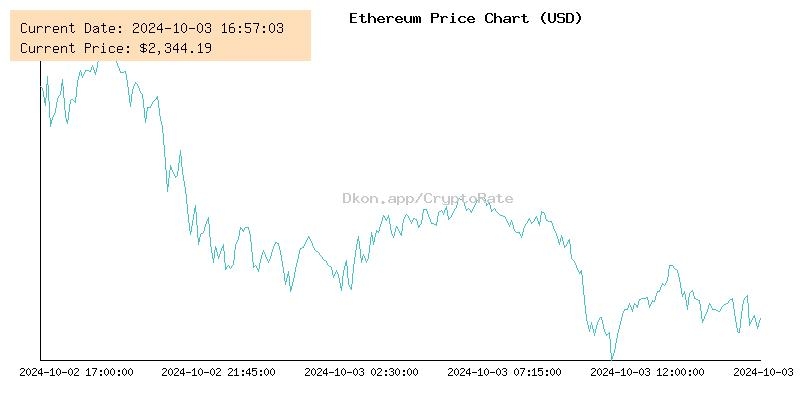 Ethereum Price Chart (USD)
Current Date: 2024-10-03 16:57:03
Current Price: $2,344.19
Dkon.app/CryptoRate
2024-10-02 17:00:00 2024-10-02 21:45:00 2024-10-03 02:30:00 2024-10-03 07:15:00 2024-10-03 12:00:00 2024-10-03